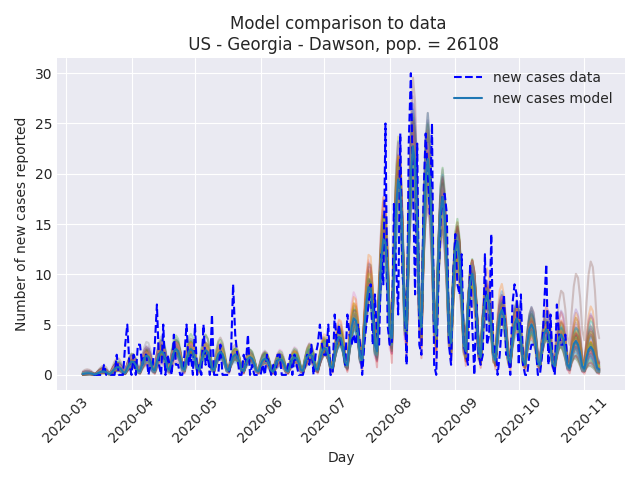 Model comparison to data
US - Georgia - Dawson, pop. = 26108
new cases data
new cases model
Number of new cases reported
30
25
20
15
10
5
0
2020-03
2020-04
2020-05
2020-06
2020-07
2020-08
2020-09
2020-10
2020-11
Day